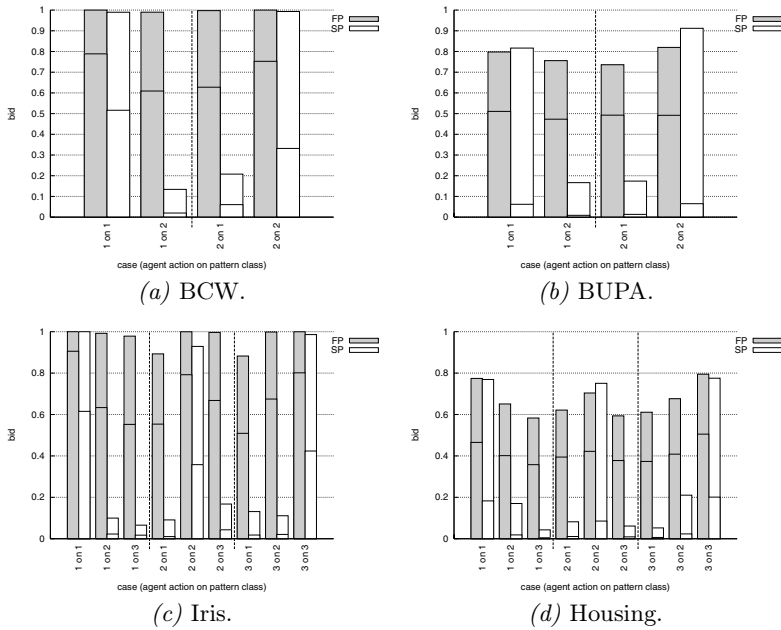 1
0.9
0.8
0.7
0.6
0.5
0.4
0.3
0.2
0.1
0
bid
FP
SP
1 on 1
1 on 2
2 on 1
2 on 2
case (agent action on pattern class)
(a) BCW.
1
0.9
0.8
0.7
0.6
0.5
0.4
0.3
0.2
0.1
0
bid
FP
SP
1 on 1
1 on 2
2 on 1
2 on 2
case (agent action on pattern class)
(b) BUPA.
1
0.8
0.6
0.4
0.2
0
bid
FP
SP
1 on 1
1 on 2
1 on 3
2 on 1
2 on 2
2 on 3
3 on 1
3 on 2
3 on 3
case (agent action on pattern class)
(c) Iris.
1
0.8
0.6
0.4
0.2
0
bid
FP
SP
1 on 1
1 on 2
1 on 3
2 on 1
2 on 2
2 on 3
3 on 1
3 on 2
3 on 3
case (agent action on pattern class)
(d) Housing.